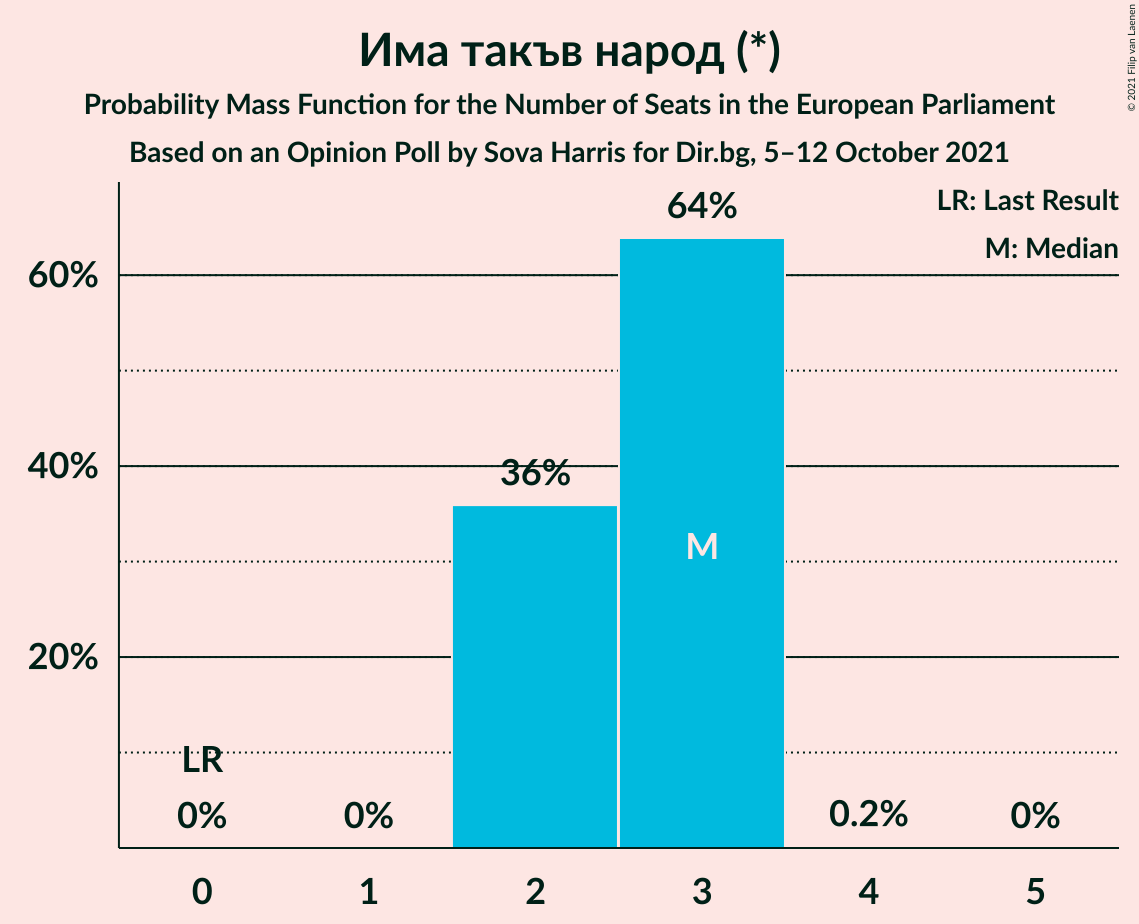 Има такъв народ (*)
Probability Mass Function for the Number of Seats in the European Parliament
Based on an Opinion Poll by Sova Harris for Dir.bg, 5–12 October 2021
© 2021 Filip van Laenen
LR: Last Result
M: Median
64%
60%
40%
36%
M
20%
LR
0%
0%
0.2%
0%
0
1
2
3
4
5